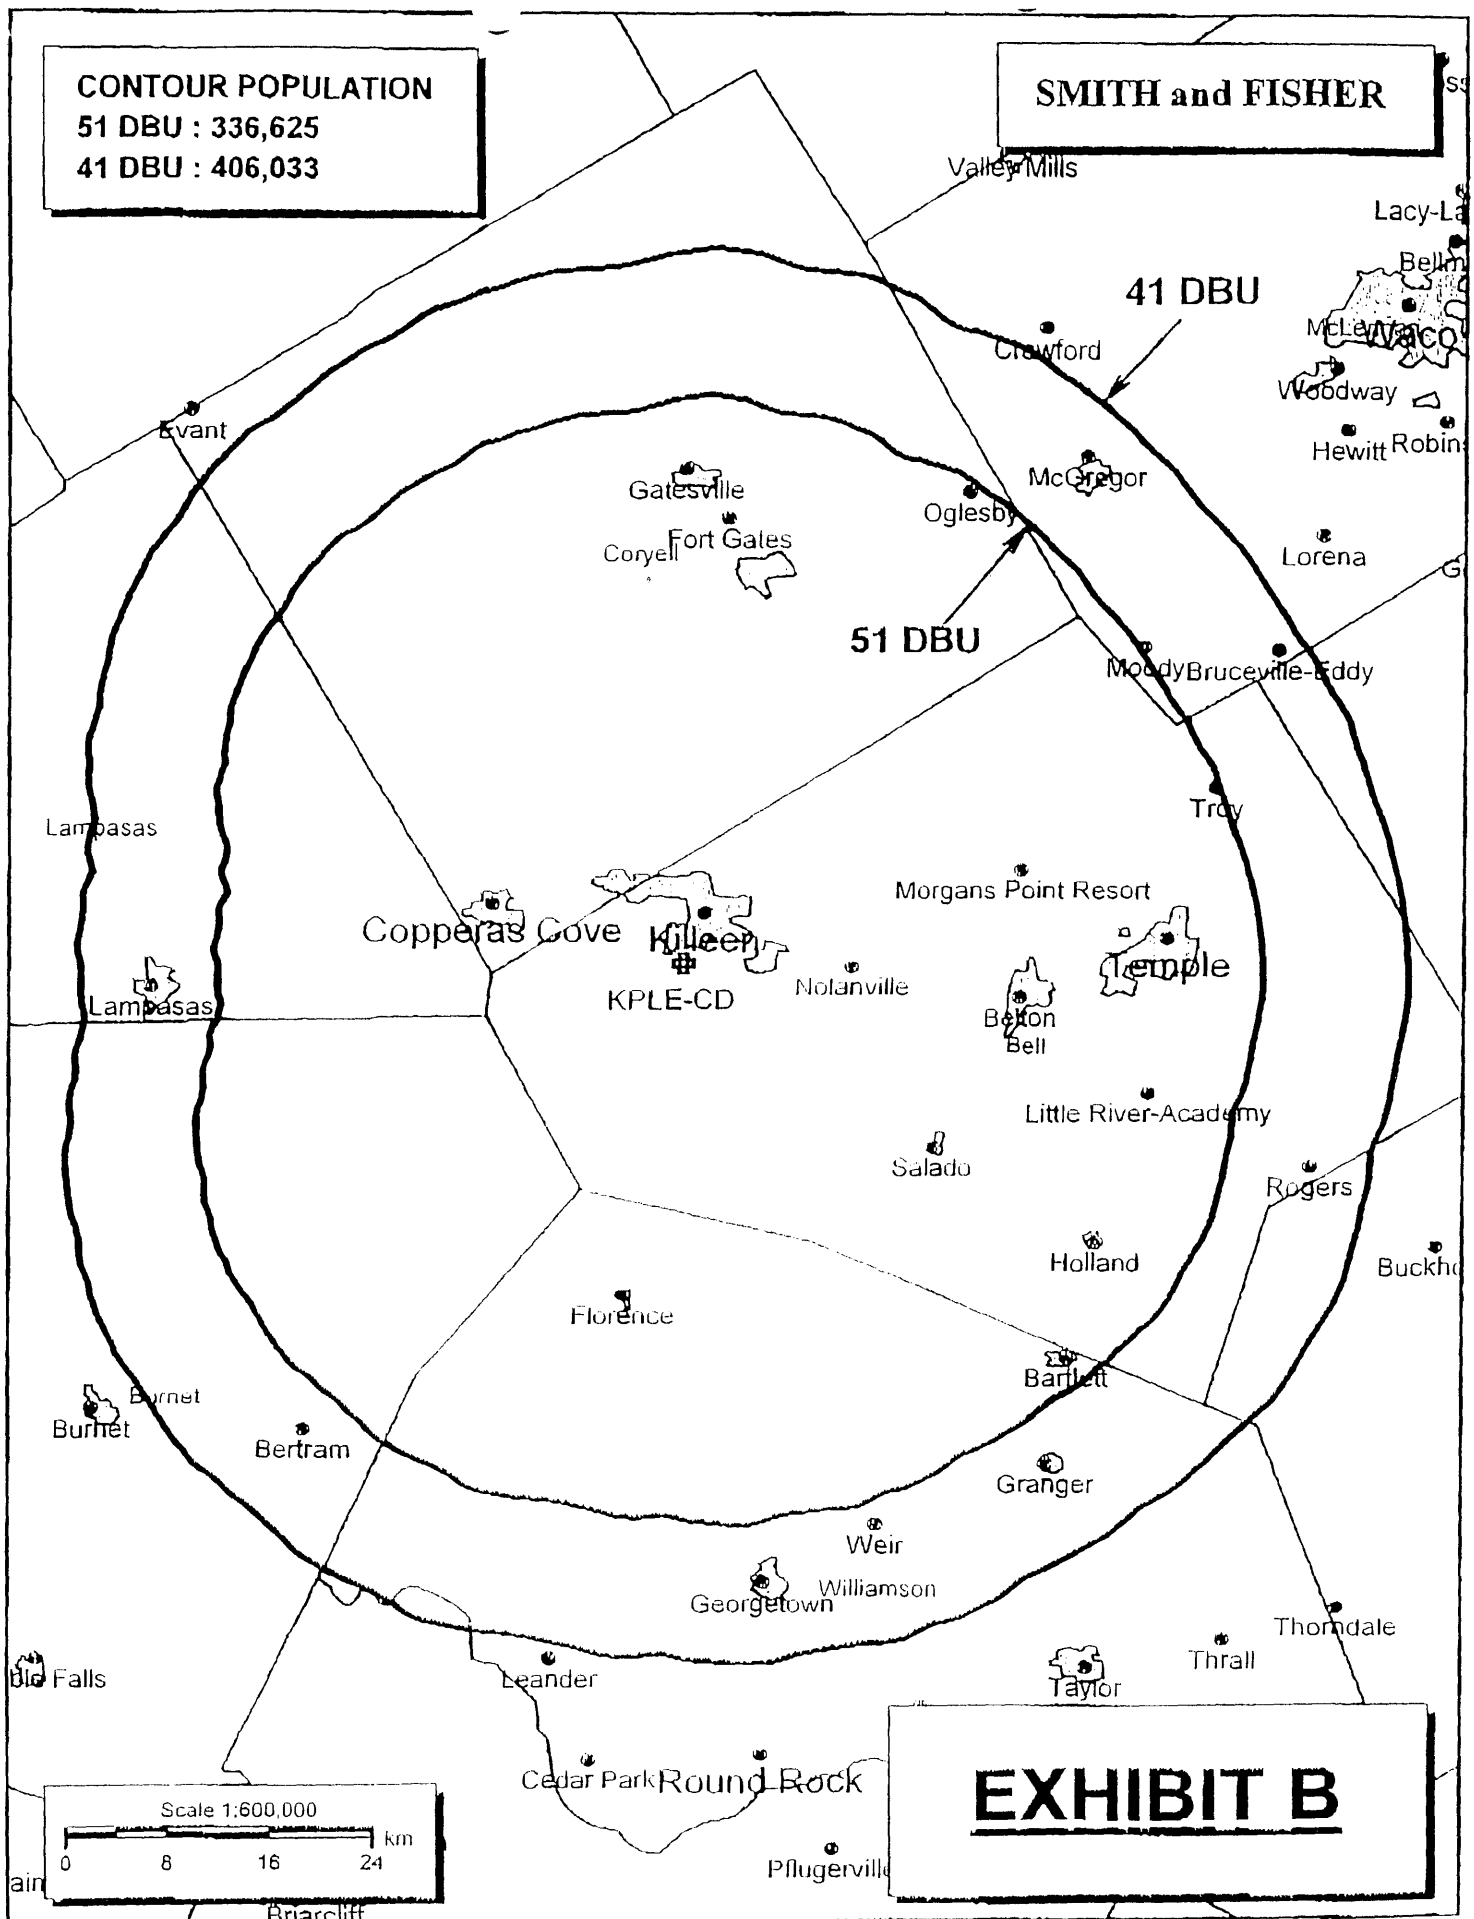 CONTOUR POPULATION
51 DBU : 336,625
41 DBU : 406,033
SMITH and FISHER
Valley Mills
Lacy-La
Bellm
41 DBU
McLennan
Waco
Crawford
Woodway
Evant
Hewitt
Robin
McGregor
Gatesville
Oglesby
Fort Gates
Coryell
Lorena
51 DBU
Moody
Bruceville-Eddy
Troy
Lampasas
Morgans Point Resort
Copperas Cove
Killeen
Temple
Nolanville
KPLE-CD
Lampasas
Belton
Bell
Little River-Academy
Salado
Rogers
Holland
Buckho
Florence
Bartlett
Burnet
Burnet
Bertram
Granger
Weir
Williamson
Georgetown
Thorndale
Thrall
ble Falls
Leander
Taylor
Cedar Park
Round Rock
EXHIBIT B
Scale 1:600,000
km
0 8 16 24
Pflugerville
Briarcliff